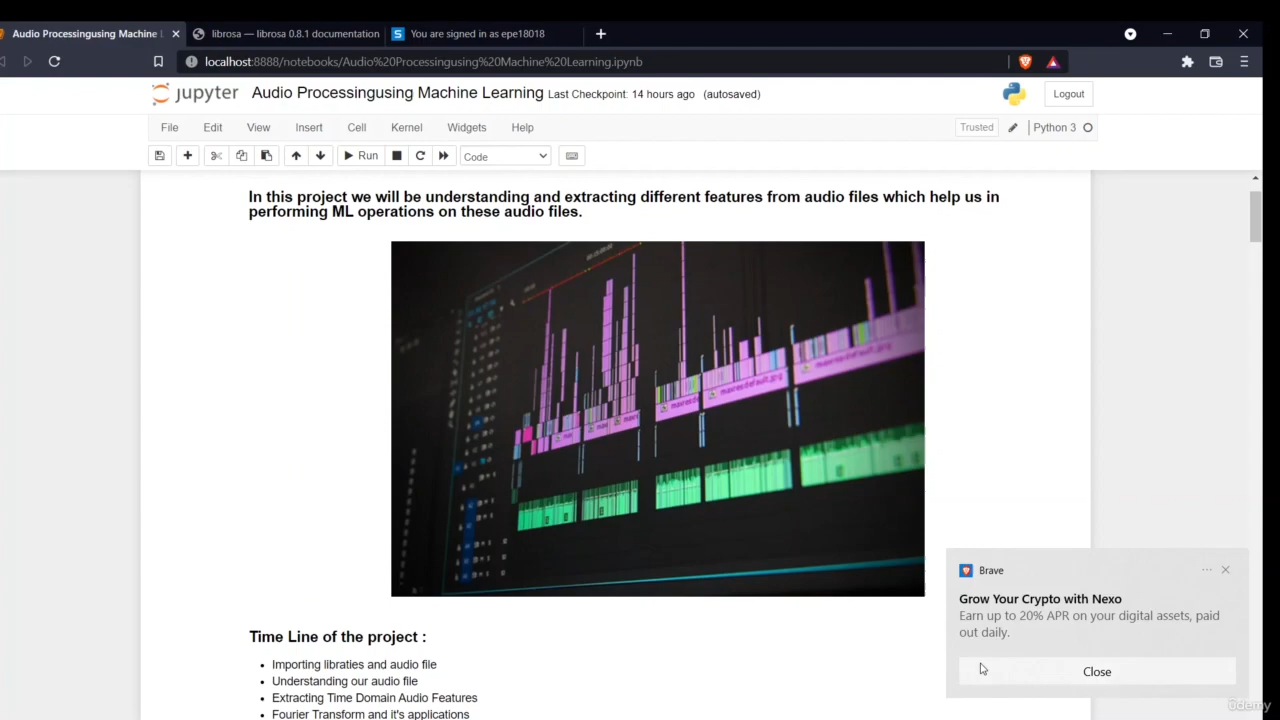 Audio Processingusing Machine L
librosa — librosa 0.8.1 documentation
You are signed in as epe18018
localhost:8888/notebooks/Audio%20Processingusing%20Machine%20Learning.ipynb
jupyter Audio Processingusing Machine Learning Last Checkpoint: 14 hours ago (autosaved)
Logout
File Edit View Insert Cell Kernel Widgets Help
Trusted
Python 3
Run
Code
In this project we will be understanding and extracting different features from audio files which help us in
performing ML operations on these audio files.
maxresdefault.jpg
maxresdefault.jpg
Brave
Grow Your Crypto with Nexo
Earn up to 20% APR on your digital assets, paid
out daily.
Close
Time Line of the project :
Importing libraties and audio file
Understanding our audio file
Extracting Time Domain Audio Features
Fourier Transform and it's applications
ûdemy